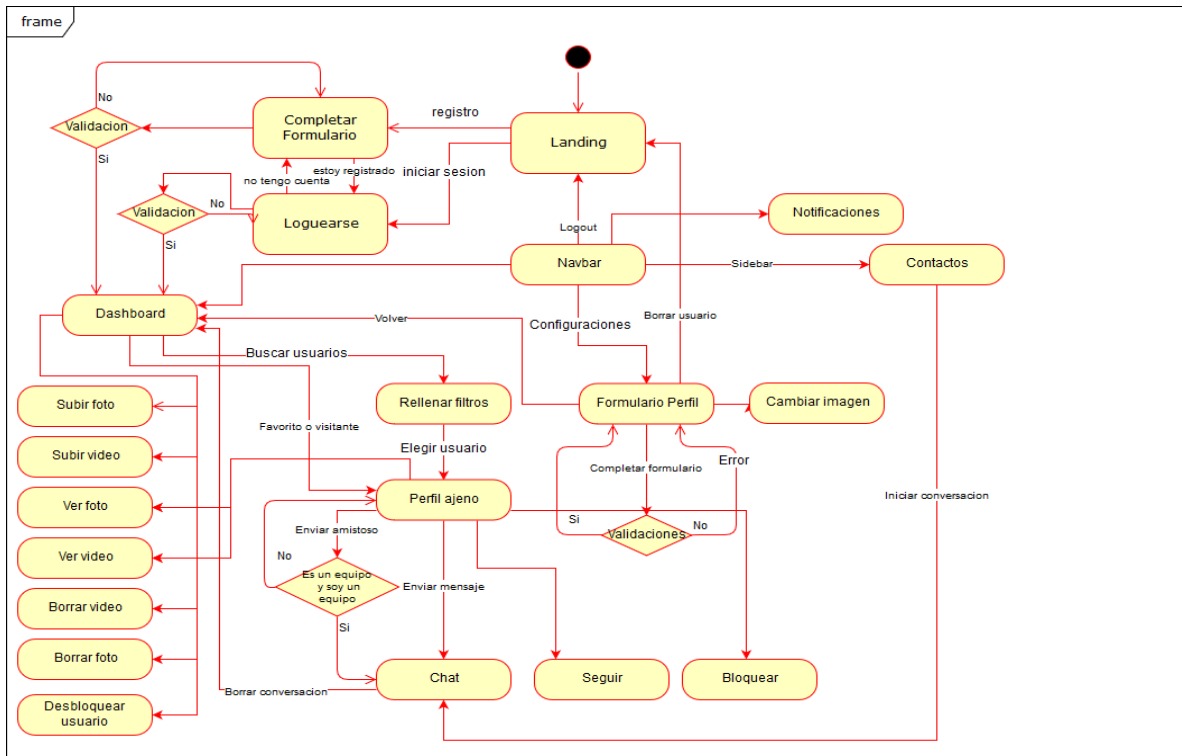 frame
No
Completar
Formulario
registro
Landing
Validacion
Si
estoy registrado
no tengo cuenta
iniciar sesion
Validacion
No
Loguearse
Si
Logout
Notificaciones
Navbar
Sidebar
Contactos
Dashboard
Volver
Configuraciones
Borrar usuario
Buscar usuarios
Subir foto
Rellenar filtros
Formulario Perfil
Cambiar imagen
Favorito o visitante
Elegir usuario
Subir video
Completar formulario
Error
Perfil ajeno
Iniciar conversacion
Ver foto
Enviar amistoso
Si
Validaciones
No
Ver video
No
Es un equipo
y soy un
equipo
Enviar mensaje
Borrar video
Si
Borrar foto
Chat
Seguir
Bloquear
Borrar conversacion
Desbloquear
usuario